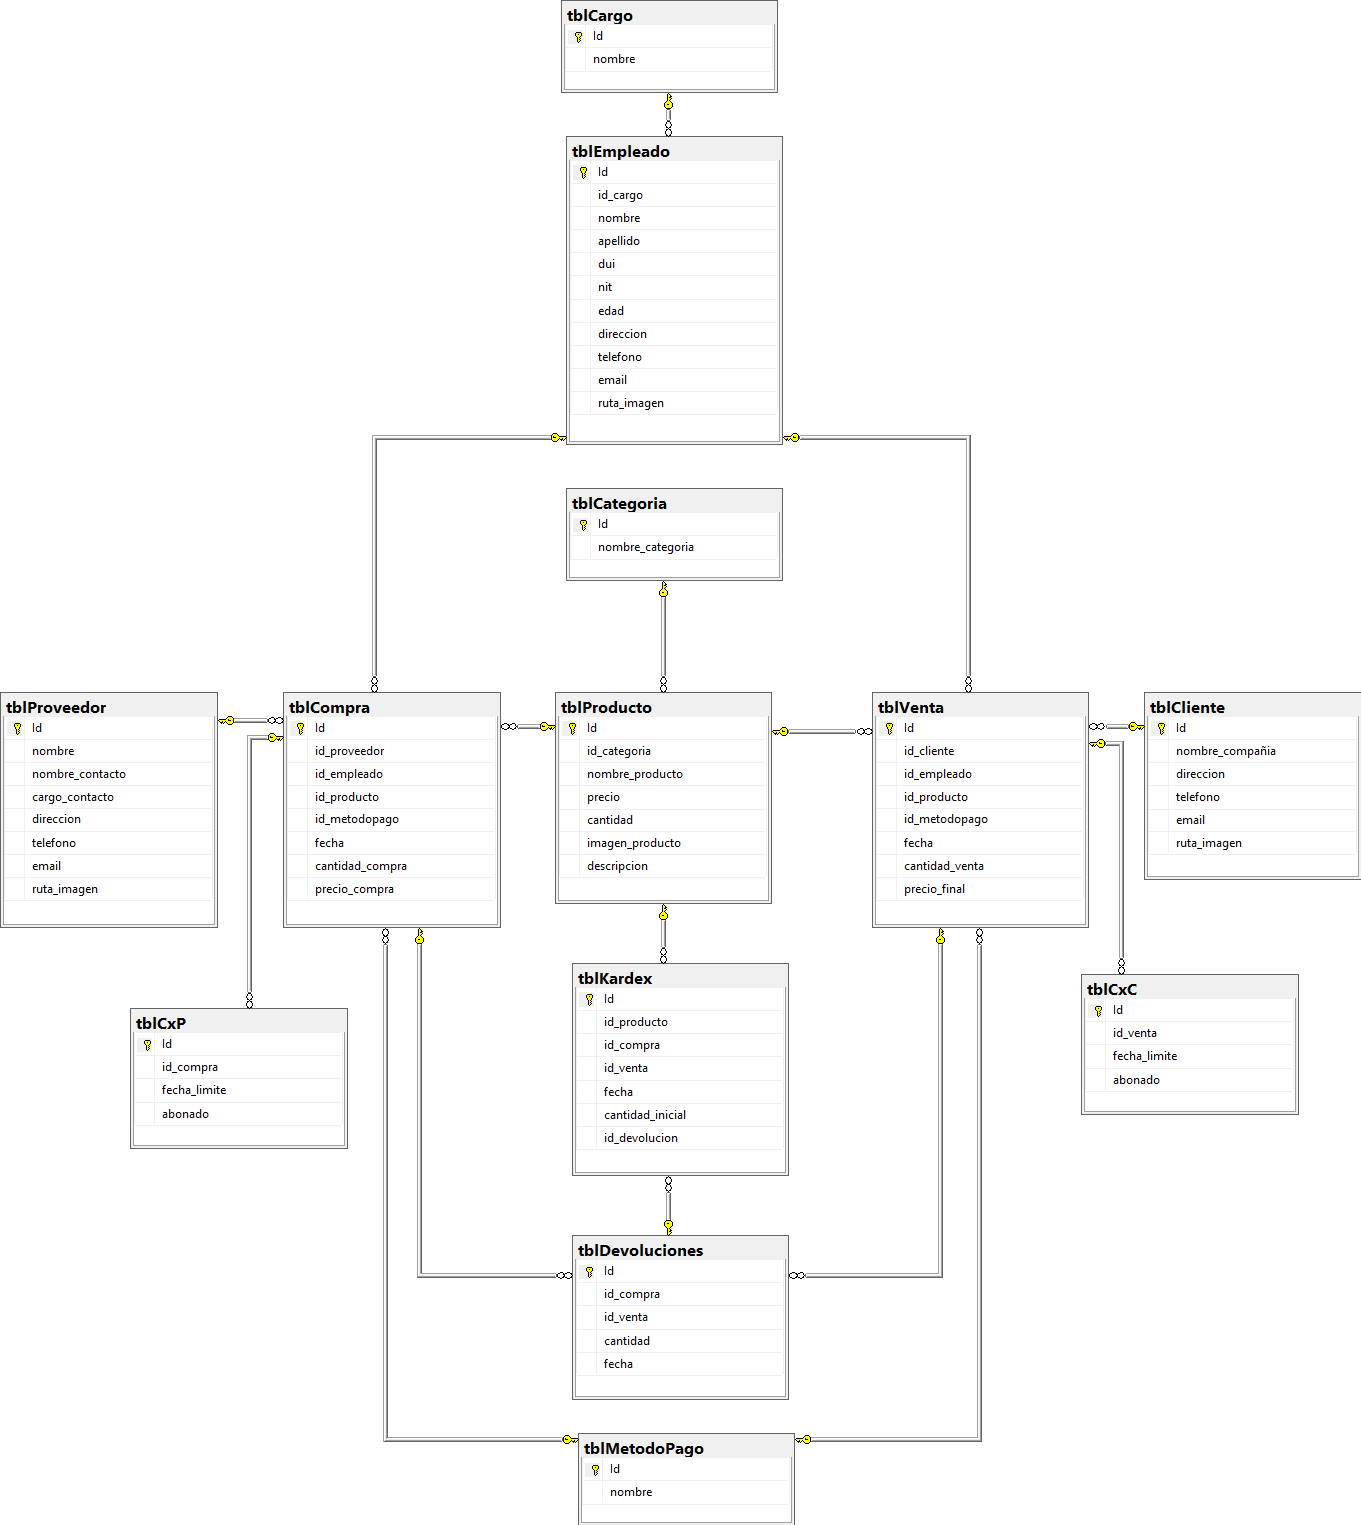 tblCargo
Id
nombre
tblEmpleado
Id
id_cargo
nombre
apellido
dui
nit
edad
direccion
telefono
email
ruta_imagen
tblCategoria
Id
nombre_categoria
tblProveedor
Id
nombre
nombre_contacto
cargo_contacto
direccion
telefono
email
ruta_imagen
tblCompra
Id
id_proveedor
id_empleado
id_producto
id_metodopago
fecha
cantidad_compra
precio_compra
tblProducto
Id
id_categoria
nombre_producto
precio
cantidad
imagen_producto
descripcion
tblVenta
Id
id_cliente
id_empleado
id_producto
id_metodopago
fecha
cantidad_venta
precio_final
tblCliente
Id
nombre_compañia
direccion
telefono
email
ruta_imagen
tblCxP
Id
id_compra
fecha_limite
abonado
tblKardex
Id
id_producto
id_compra
id_venta
fecha
cantidad_inicial
id_devolucion
tblCxC
Id
id_venta
fecha_limite
abonado
tblDevoluciones
Id
id_compra
id_venta
cantidad
fecha
tblMetodoPago
Id
nombre